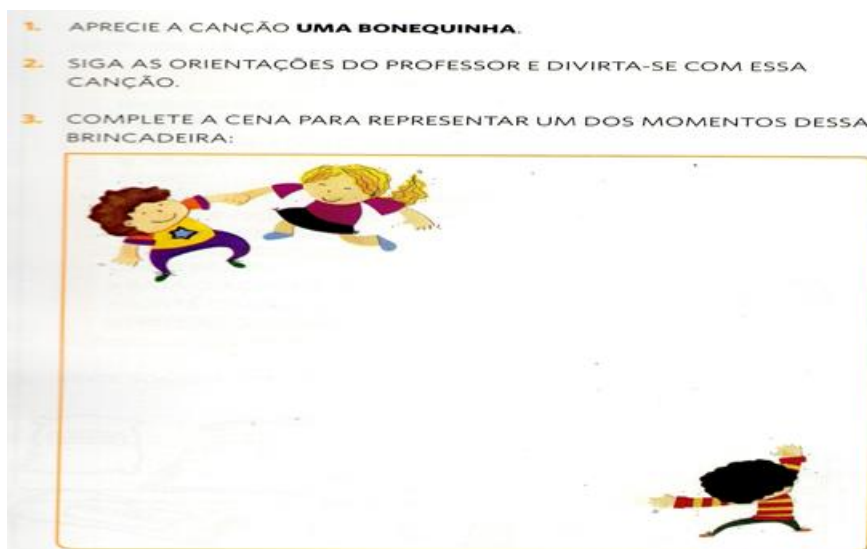 1. APRECIE A CANÇÃO UMA BONEQUINHA.
2. SIGA AS ORIENTAÇÕES DO PROFESSOR E DIVIRTA-SE COM ESSA
CANÇÃO.
3. COMPLETE A CENA PARA REPRESENTAR UM DOS MOMENTOS DESSA
BRINCADEIRA: